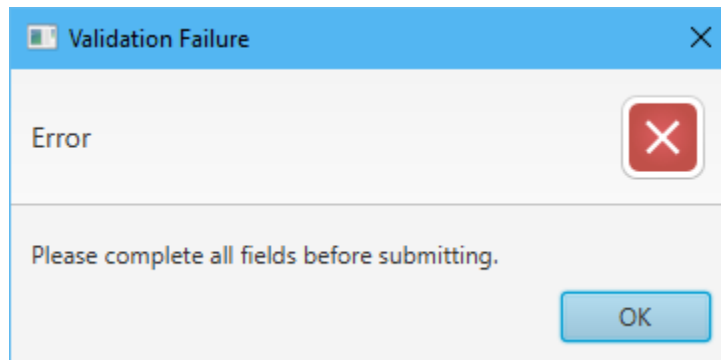 Validation Failure
Error
Please complete all fields before submitting.
OK